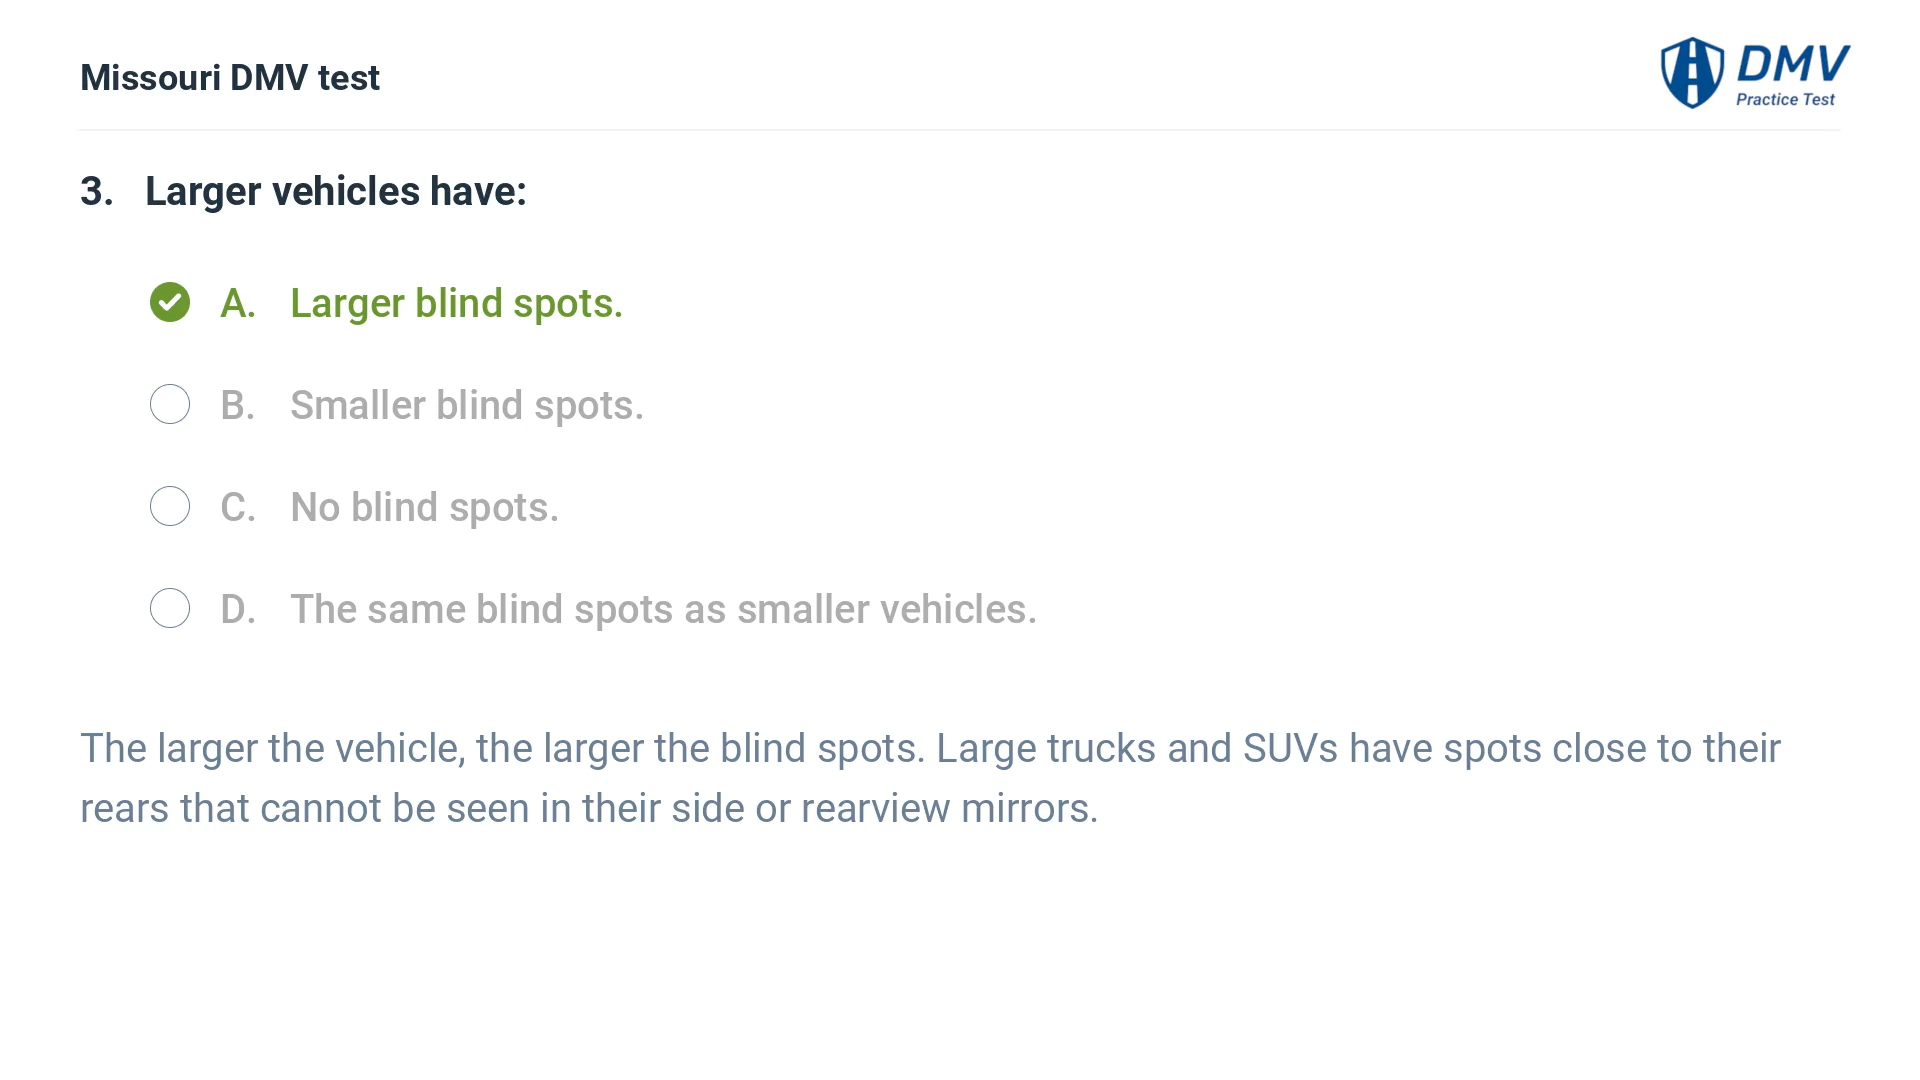 Missouri DMV test
DMV
Practice Test
3. Larger vehicles have:
A. Larger blind spots.
B. Smaller blind spots.
C. No blind spots.
D. The same blind spots as smaller vehicles.
The larger the vehicle, the larger the blind spots. Large trucks and SUVs have spots close to their
rears that cannot be seen in their side or rearview mirrors.